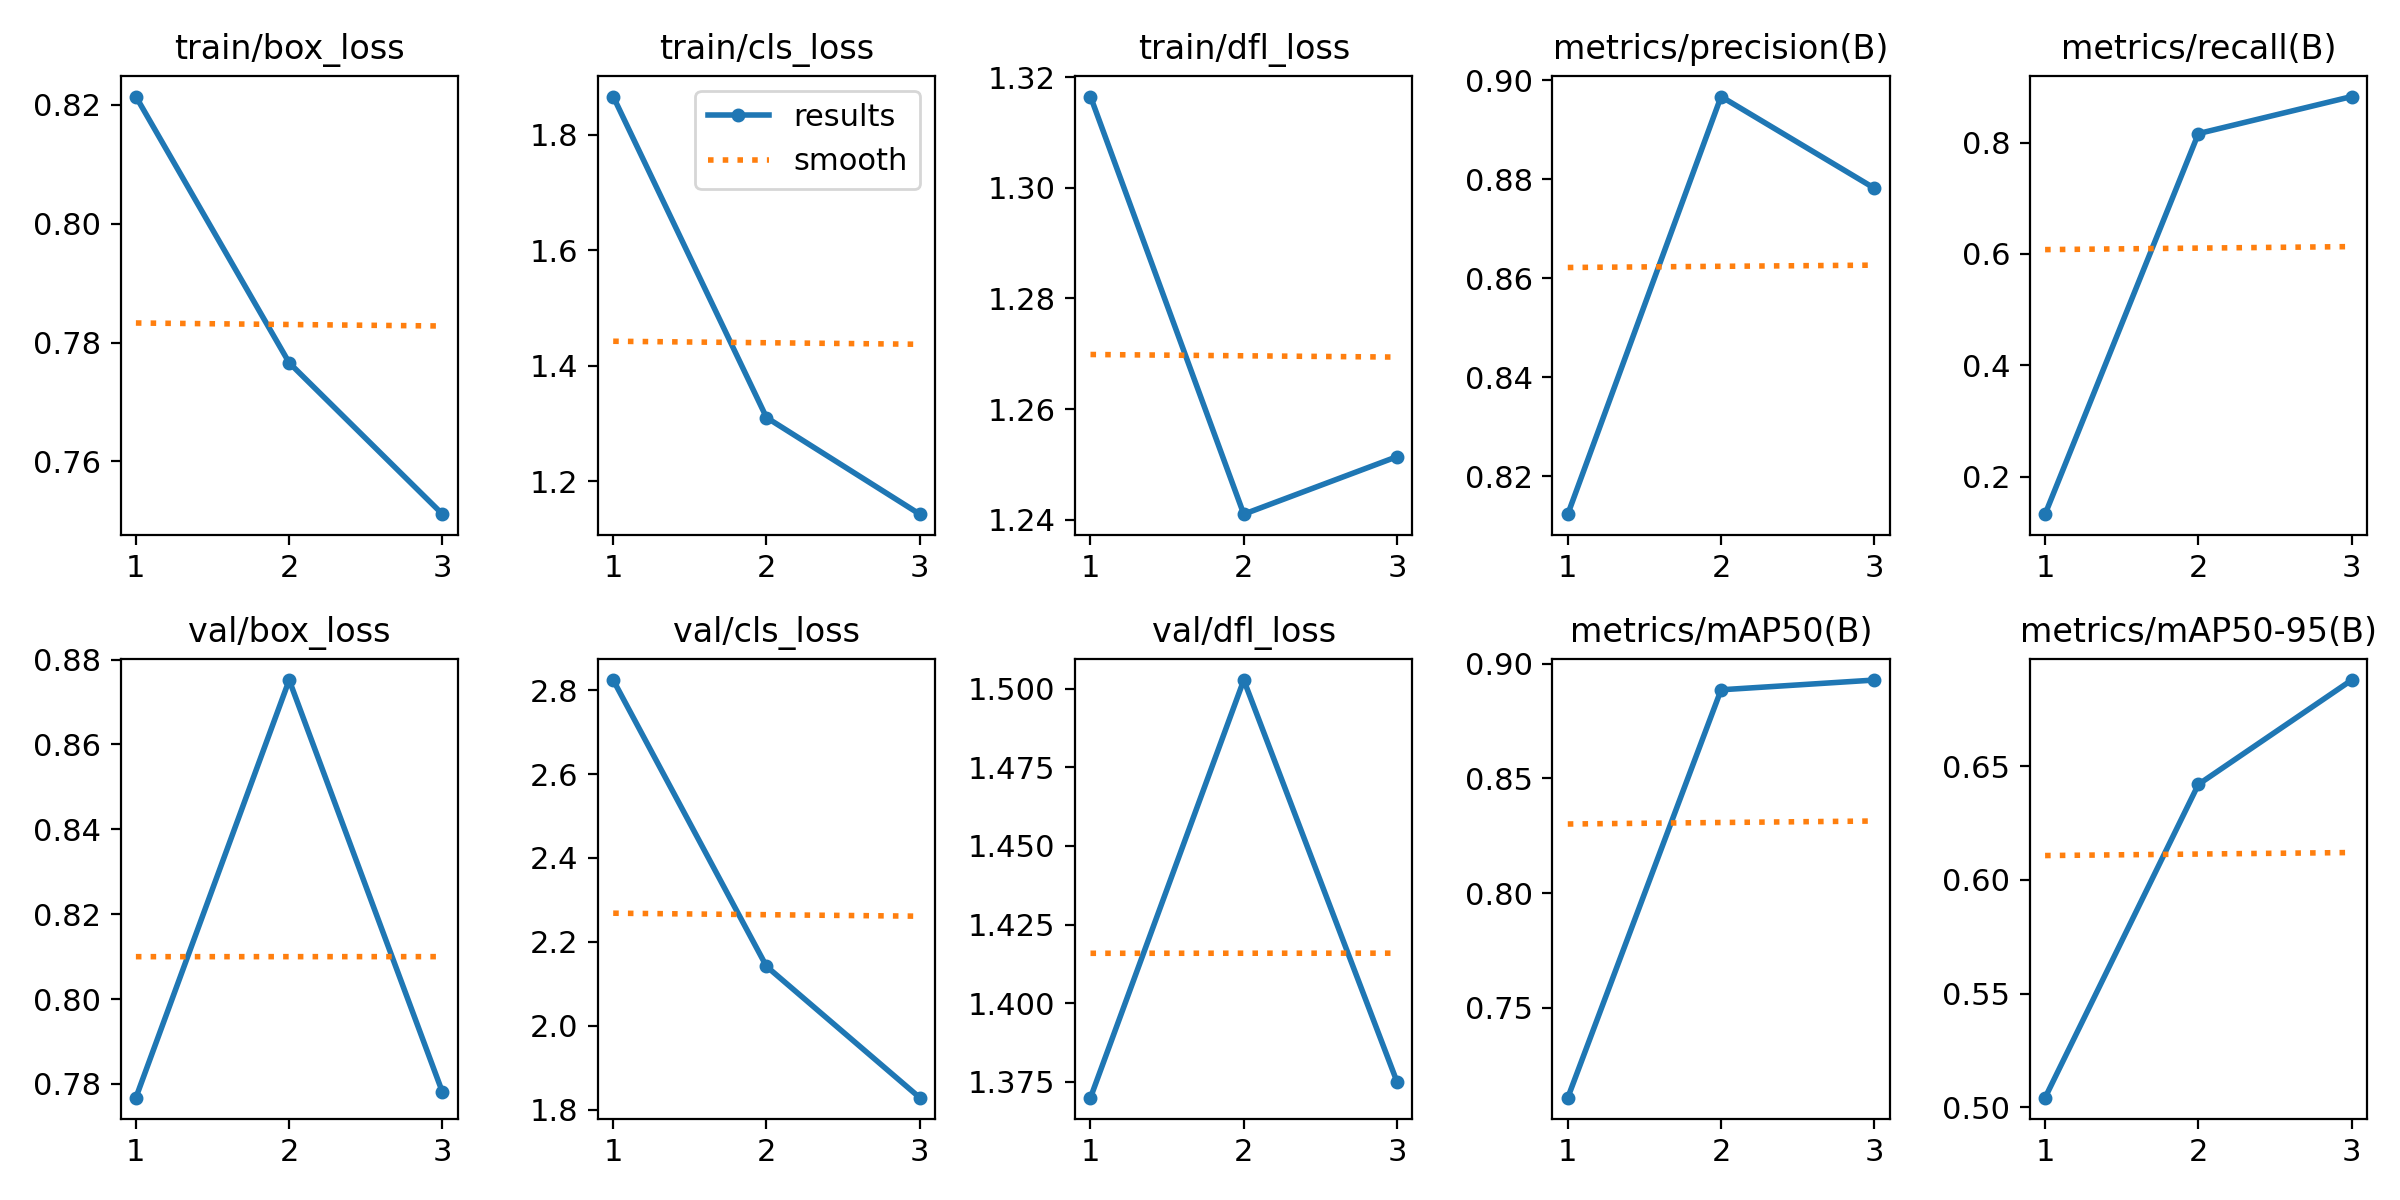 train/box_loss
0.82
0.80
0.78
0.76
1 2 3
train/cls_loss
results
smooth
1.8
1.6
1.4
1.2
1 2 3
train/dfl_loss
1.32
1.30
1.28
1.26
1.24
1 2 3
metrics/precision(B)
0.90
0.88
0.86
0.84
0.82
1 2 3
metrics/recall(B)
0.8
0.6
0.4
0.2
1 2 3
val/box_loss
0.88
0.86
0.84
0.82
0.80
0.78
1 2 3
val/cls_loss
2.8
2.6
2.4
2.2
2.0
1.8
1 2 3
val/dfl_loss
1.500
1.475
1.450
1.425
1.400
1.375
1 2 3
metrics/mAP50(B)
0.90
0.85
0.80
0.75
1 2 3
metrics/mAP50-95(B)
0.65
0.60
0.55
0.50
1 2 3